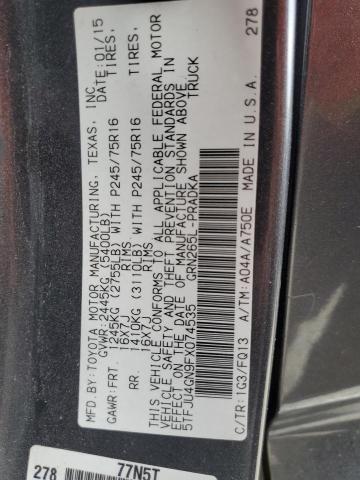 MFD.BY: TOYOTA MOTOR MANUFACTURING, TEXAS, INC. DATE: 01/15
GVWR: 2445KG (5400LB)
GAWR: FRT. 1245KG (2755LB) WITH P245/75R16 TIRES,
16X7J RIMS
RR. 1410KG (3110LB) WITH P245/75R16 TIRES,
16X7J RIMS
THIS VEHICLE CONFORMS TO ALL APPLICABLE FEDERAL MOTOR
VEHICLE SAFETY AND THEFT PREVENTION STANDARDS IN
EFFECT ON THE DATE OF MANUFACTURE SHOWN ABOVE.
5TFJU4GN9FX074535 TRUCK
GRN265L-PRADKA
C/TR: 1G3/FQ13 A/TM: A04A/A750E MADE IN U.S.A. 278
278 77N5T